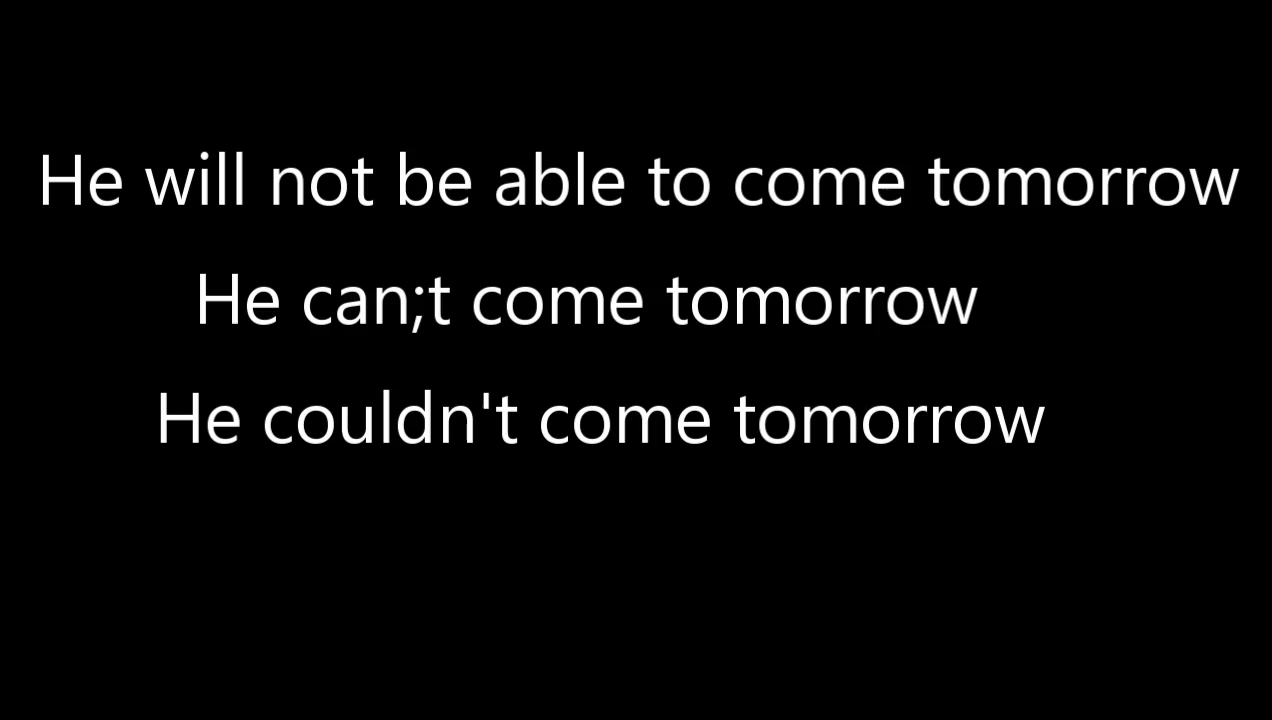 He will not be able to come tomorrow
He can;t come tomorrow
He couldn't come tomorrow